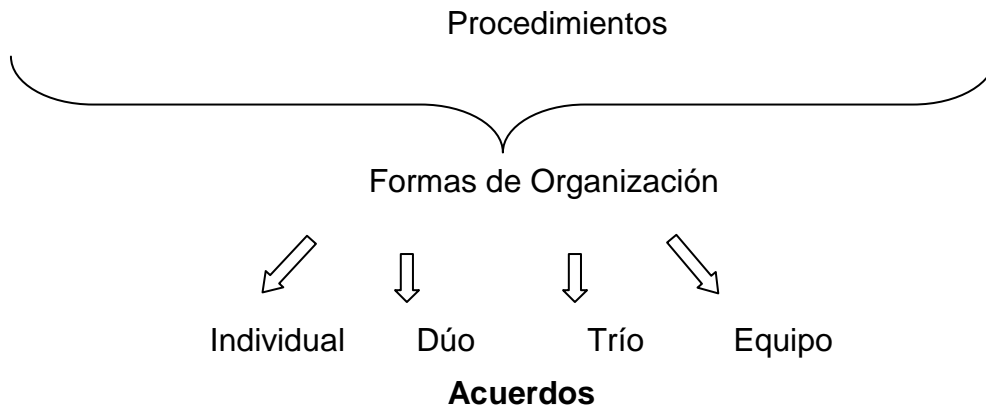 Procedimientos
Formas de Organización
Individual Dúo Trío Equipo
Acuerdos